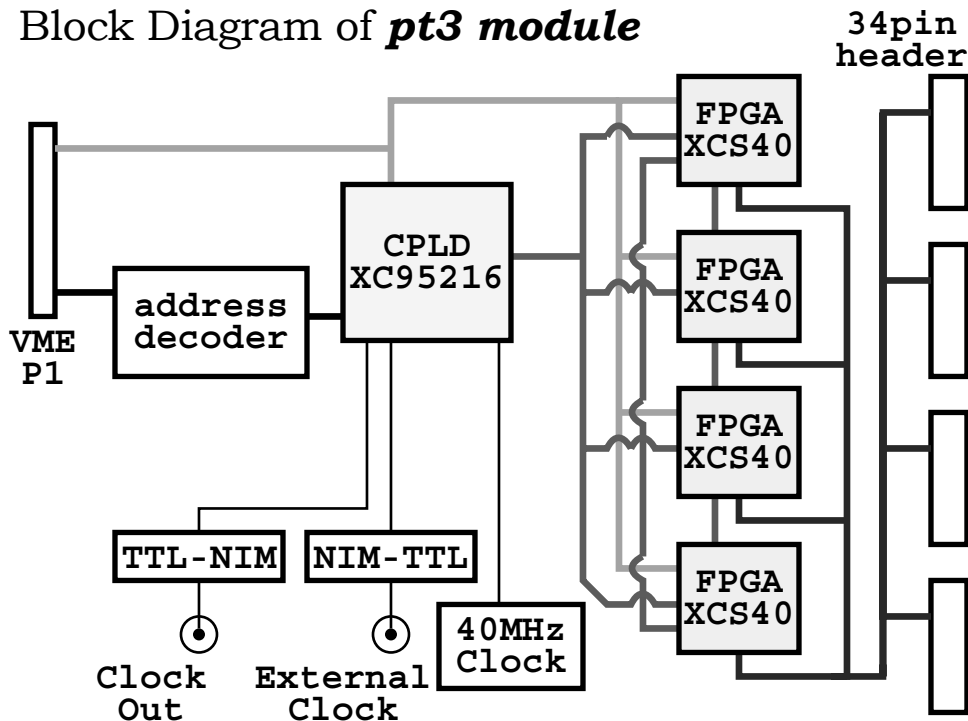 Block Diagram of pt3 module
34pin
header
FPGA
XCS40
CPLD
XC95216
FPGA
XCS40
address
decoder
VME
P1
FPGA
XCS40
TTL-NIM
NIM-TTL
FPGA
XCS40
40MHz
Clock
Clock
Out
External
Clock